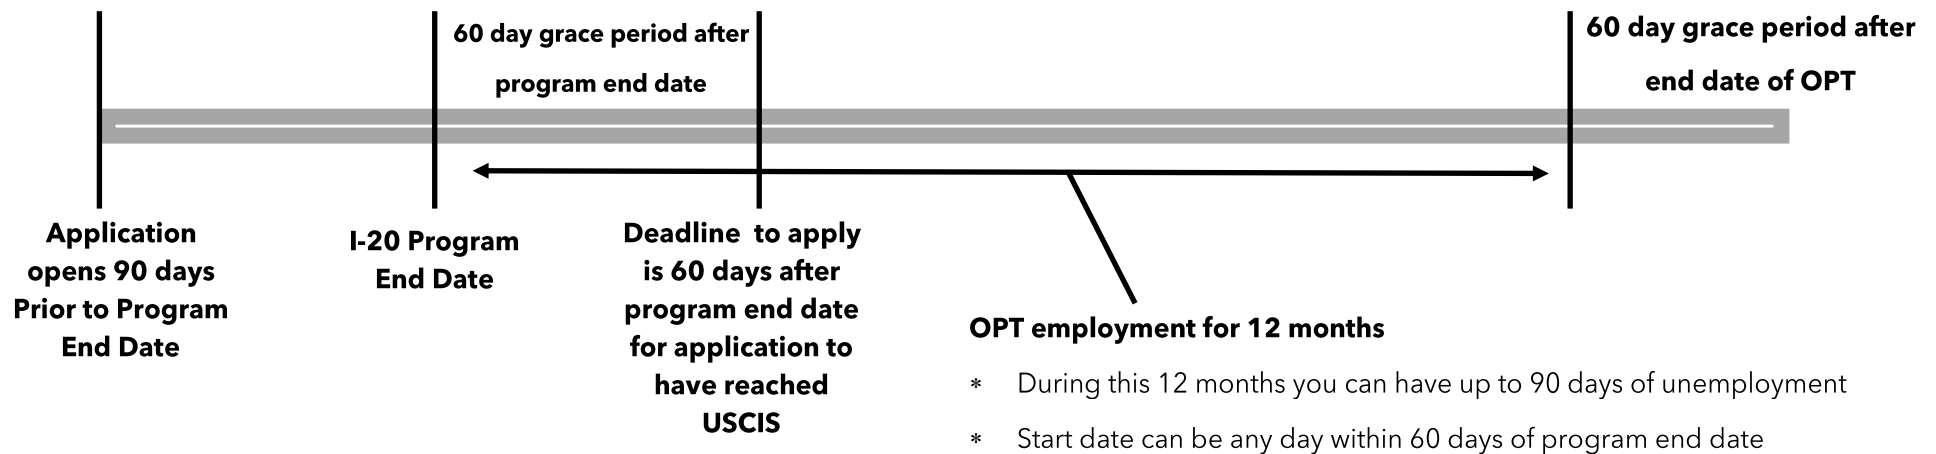 60 day grace period after
program end date
60 day grace period after
end date of OPT
Application
opens 90 days
Prior to Program
End Date
I-20 Program
End Date
Deadline  to apply
is 60 days after
program end date
for application to
have reached
USCIS
OPT employment for 12 months
* During this 12 months you can have up to 90 days of unemployment
* Start date can be any day within 60 days of program end date